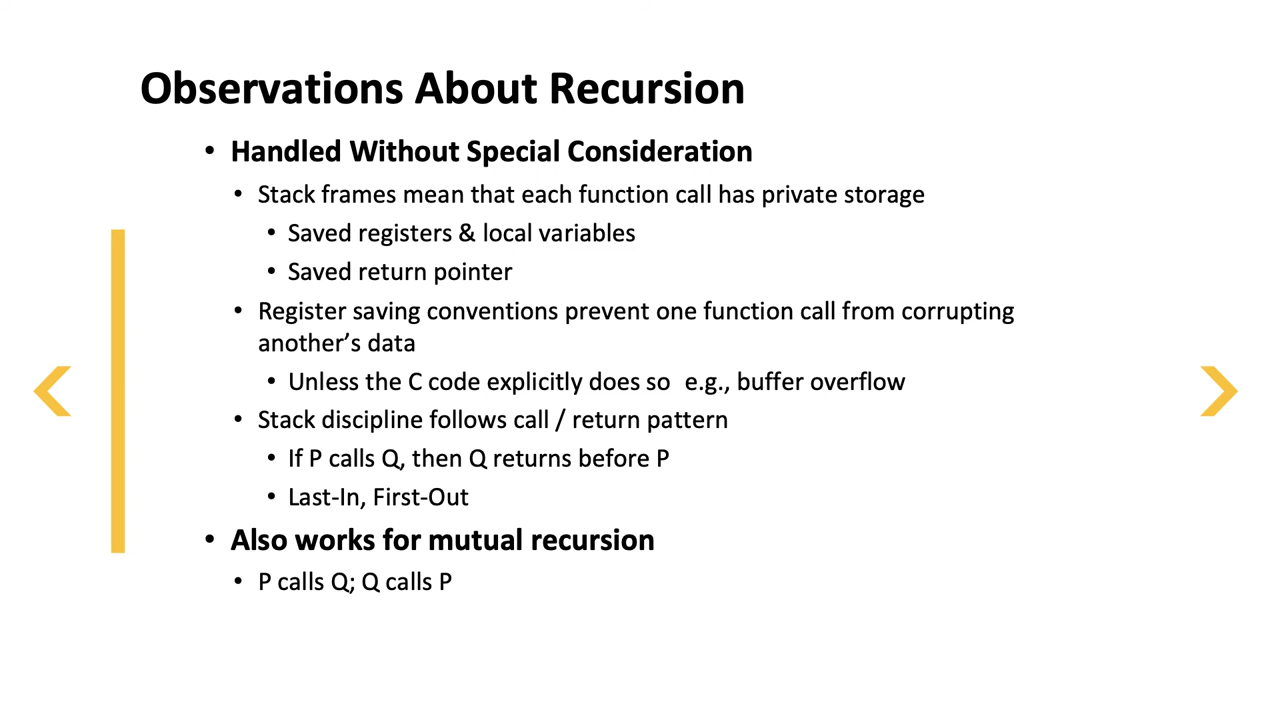 Observations About Recursion
• Handled Without Special Consideration
• Stack frames mean that each function call has private storage
• Saved registers & local variables
• Saved return pointer
• Register saving conventions prevent one function call from corrupting
another’s data
• Unless the C code explicitly does so e.g., buffer overflow
• Stack discipline follows call / return pattern
• If P calls Q, then Q returns before P
• Last-In, First-Out
• Also works for mutual recursion
• P calls Q; Q calls P